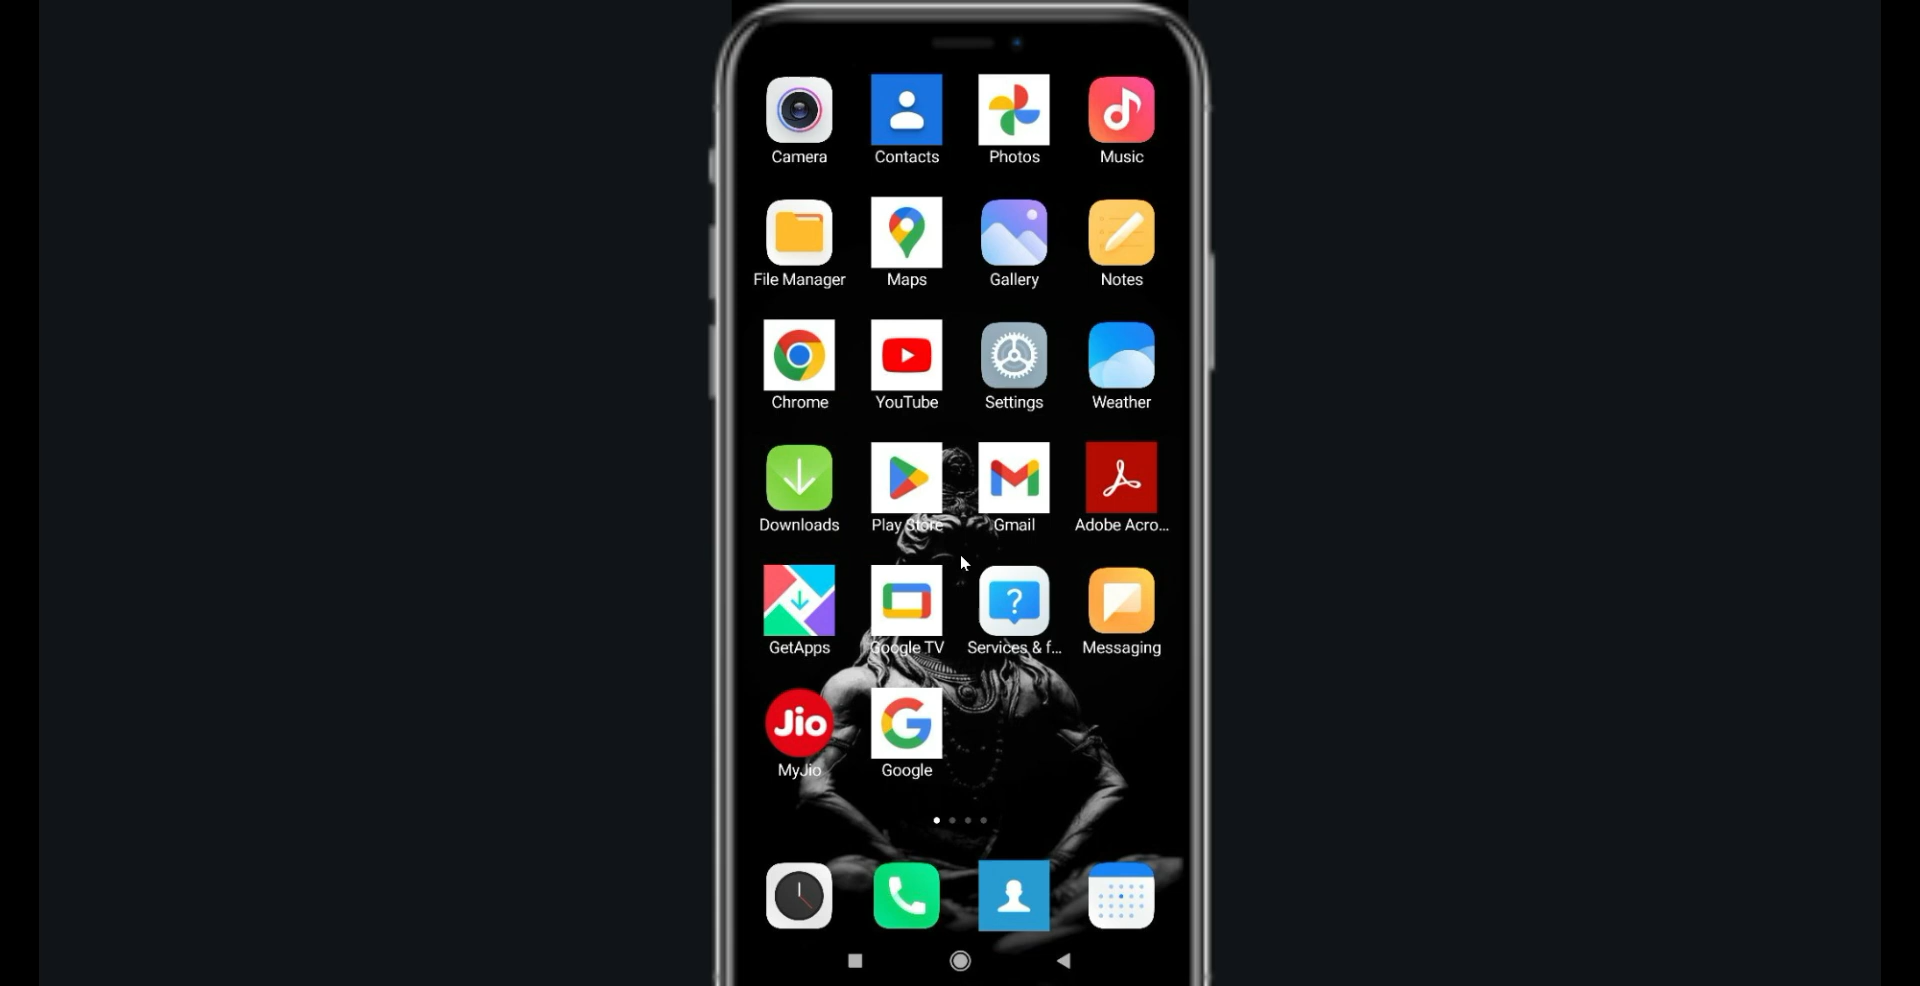 Camera Contacts Photos Music
File Manager Maps Gallery Notes
Chrome YouTube Settings Weather
Downloads Play Store Gmail Adobe Acro...
GetApps Google TV Services & f... Messaging
Jio
MyJio Google